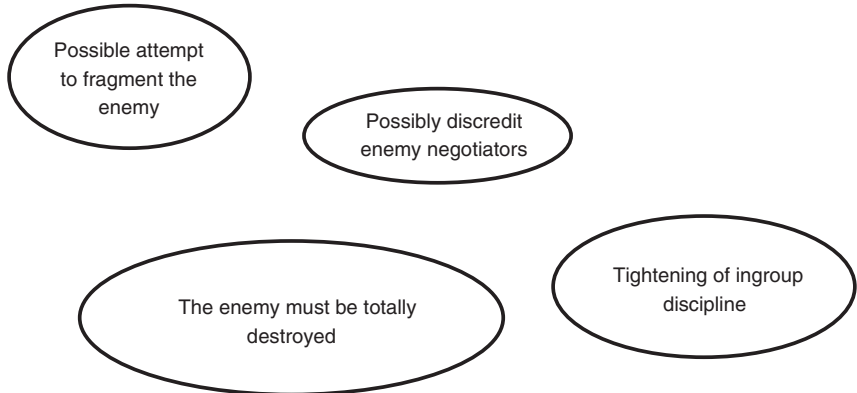 Possible attempt
to fragment the
enemy
Possibly discredit
enemy negotiators
Tightening of ingroup
discipline
The enemy must be totally
destroyed